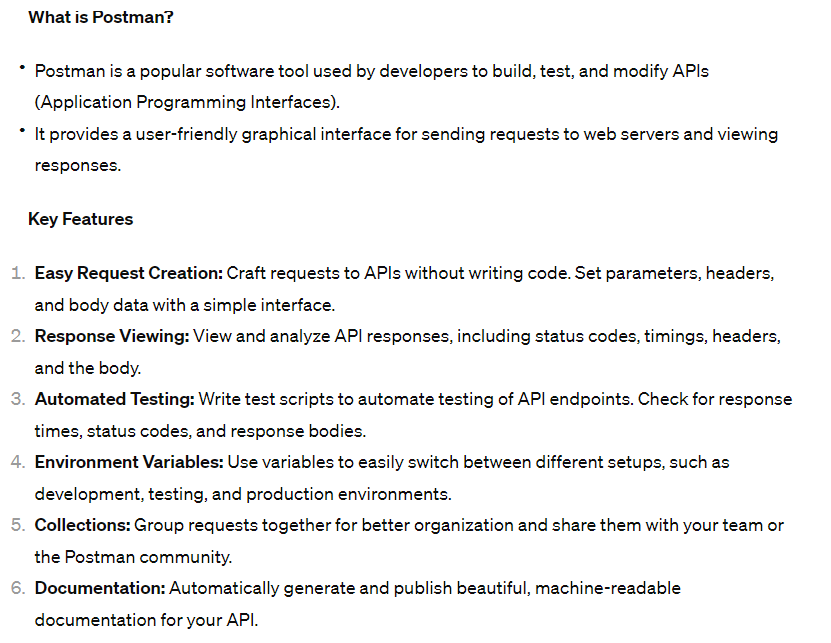 What is Postman?
• Postman is a popular software tool used by developers to build, test, and modify APIs
(Application Programming Interfaces).
• It provides a user-friendly graphical interface for sending requests to web servers and viewing
responses.
Key Features
1. Easy Request Creation: Craft requests to APIs without writing code. Set parameters, headers,
and body data with a simple interface.
2. Response Viewing: View and analyze API responses, including status codes, timings, headers,
and the body.
3. Automated Testing: Write test scripts to automate testing of API endpoints. Check for response
times, status codes, and response bodies.
4. Environment Variables: Use variables to easily switch between different setups, such as
development, testing, and production environments.
5. Collections: Group requests together for better organization and share them with your team or
the Postman community.
6. Documentation: Automatically generate and publish beautiful, machine-readable
documentation for your API.